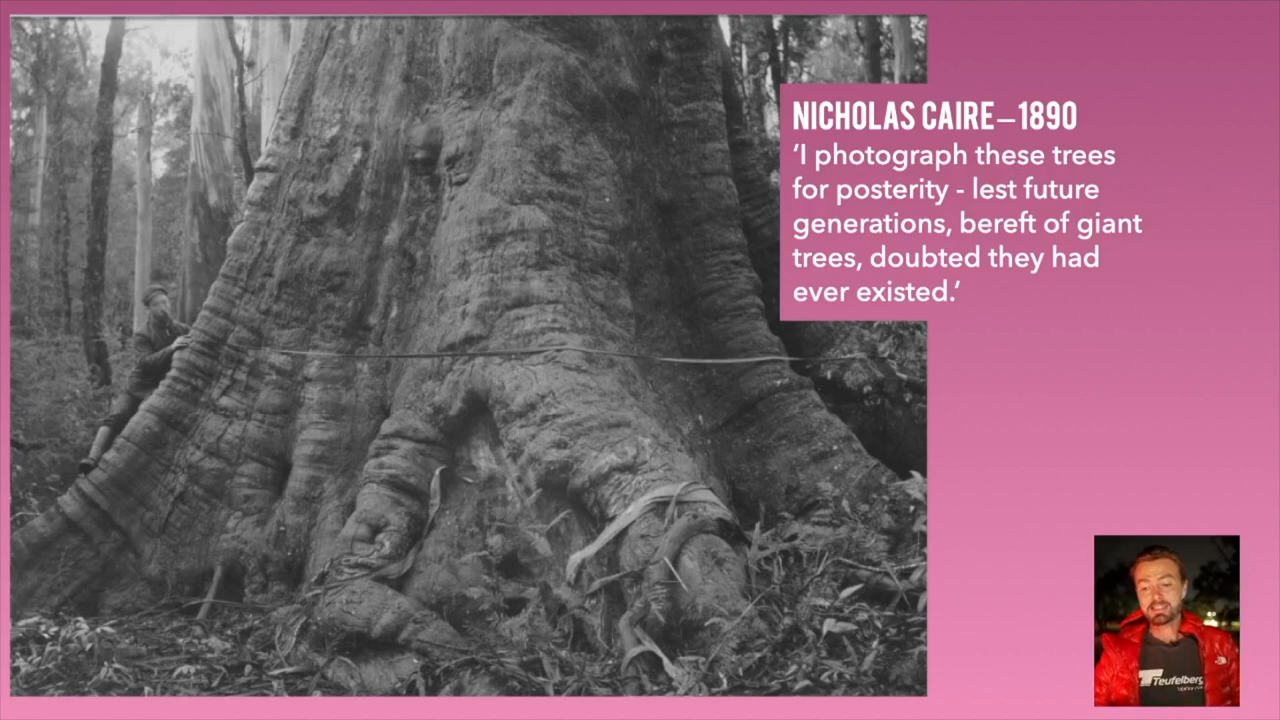 NICHOLAS CAIRE–1890
‘I photograph these trees
for posterity - lest future
generations, bereft of giant
trees, doubted they had
ever existed.‘
Teufelberg